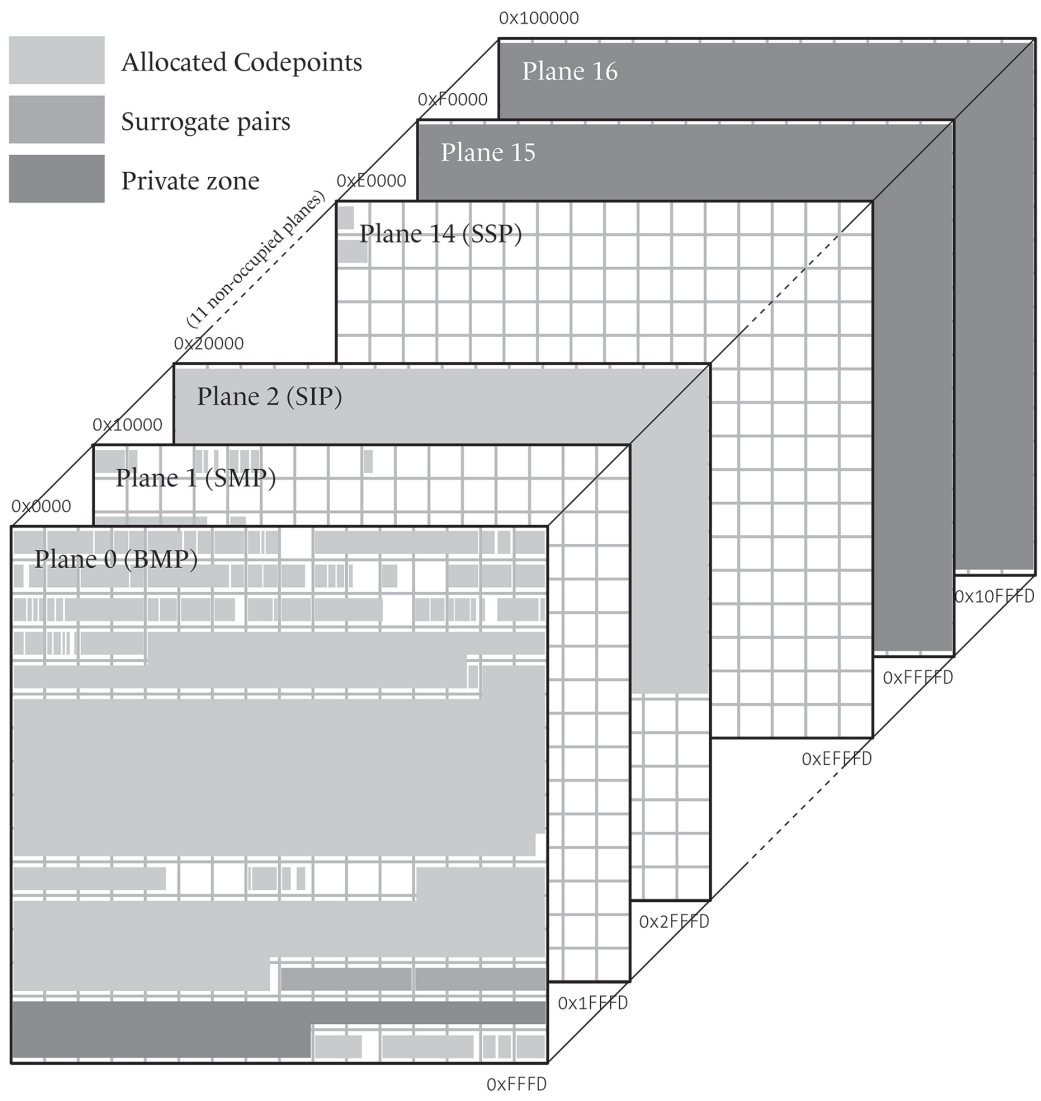 0x100000
Allocated Codepoints
Plane 16
0xF0000
Surrogate pairs
Plane 15
Private zone
0xE0000
(11 non-occupied planes)
Plane 14 (SSP)
0x20000
Plane 2 (SIP)
0x10000
Plane 1 (SMP)
0x0000
Plane 0 (BMP)
0x10FFFD
0xFFFFD
0xEFFFD
0x2FFFD
0x1FFFD
0xFFFD